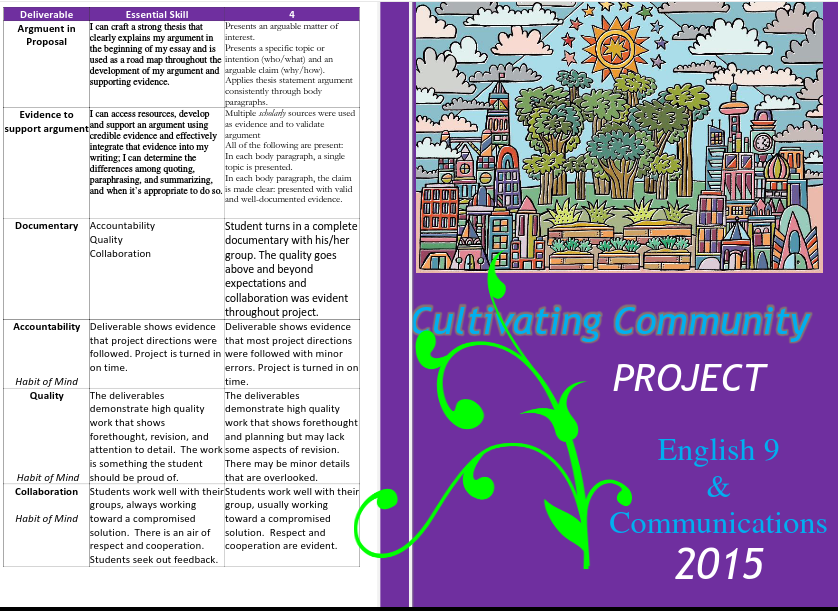 Deliverable Essential Skill 4
Argmuent in
Proposal
I can craft a strong thesis that
clearly explains my argument in
the beginning of my essay and is
used as a road map throughout the
development of my argument and
supporting evidence.
Presents an arguable matter of
interest.
Presents a specific topic or
intention (who/what) and an
arguable claim (why/how).
Applies thesis statement argument
consistently through body
paragraphs.
Evidence to
support argument
I can access resources, develop
and support an argument using
credible evidence and effectively
integrate that evidence into my
writing; I can determine the
differences among quoting,
paraphrasing, and summarizing,
and when it's appropriate to do so.
Multiple scholarly sources were used
as evidence and to validate
argument
All of the following are present:
In each body paragraph, a single
topic is presented.
In each body paragraph, the claim
is made clear: presented with valid
and well-documented evidence.
Documentary
Accountability
Quality
Collaboration
Student turns in a complete
documentary with his/her
group. The quality goes
above and beyond
expectations and
collaboration was evident
throughout project.
Accountability
Habit of Mind
Deliverable shows evidence
that project directions were
followed. Project is turned in
on time.
Deliverable shows evidence
that most project directions
were followed with minor
errors. Project is turned in on
time.
Quality
Habit of Mind
The deliverables
demonstrate high quality
work that shows
forethought, revision, and
attention to detail. The work
is something the student
should be proud of.
The deliverables
demonstrate high quality
work that shows forethought
and planning but may lack
some aspects of revision.
There may be minor details
that are overlooked.
Collaboration
Habit of Mind
Students work well with their
groups, always working
toward a compromised
solution. There is an air of
respect and cooperation.
Students seek out feedback.
Students work well with their
group, usually working
toward a compromised
solution. Respect and
cooperation are evident.
Cultivating Community
PROJECT
English 9
&
Communications
2015